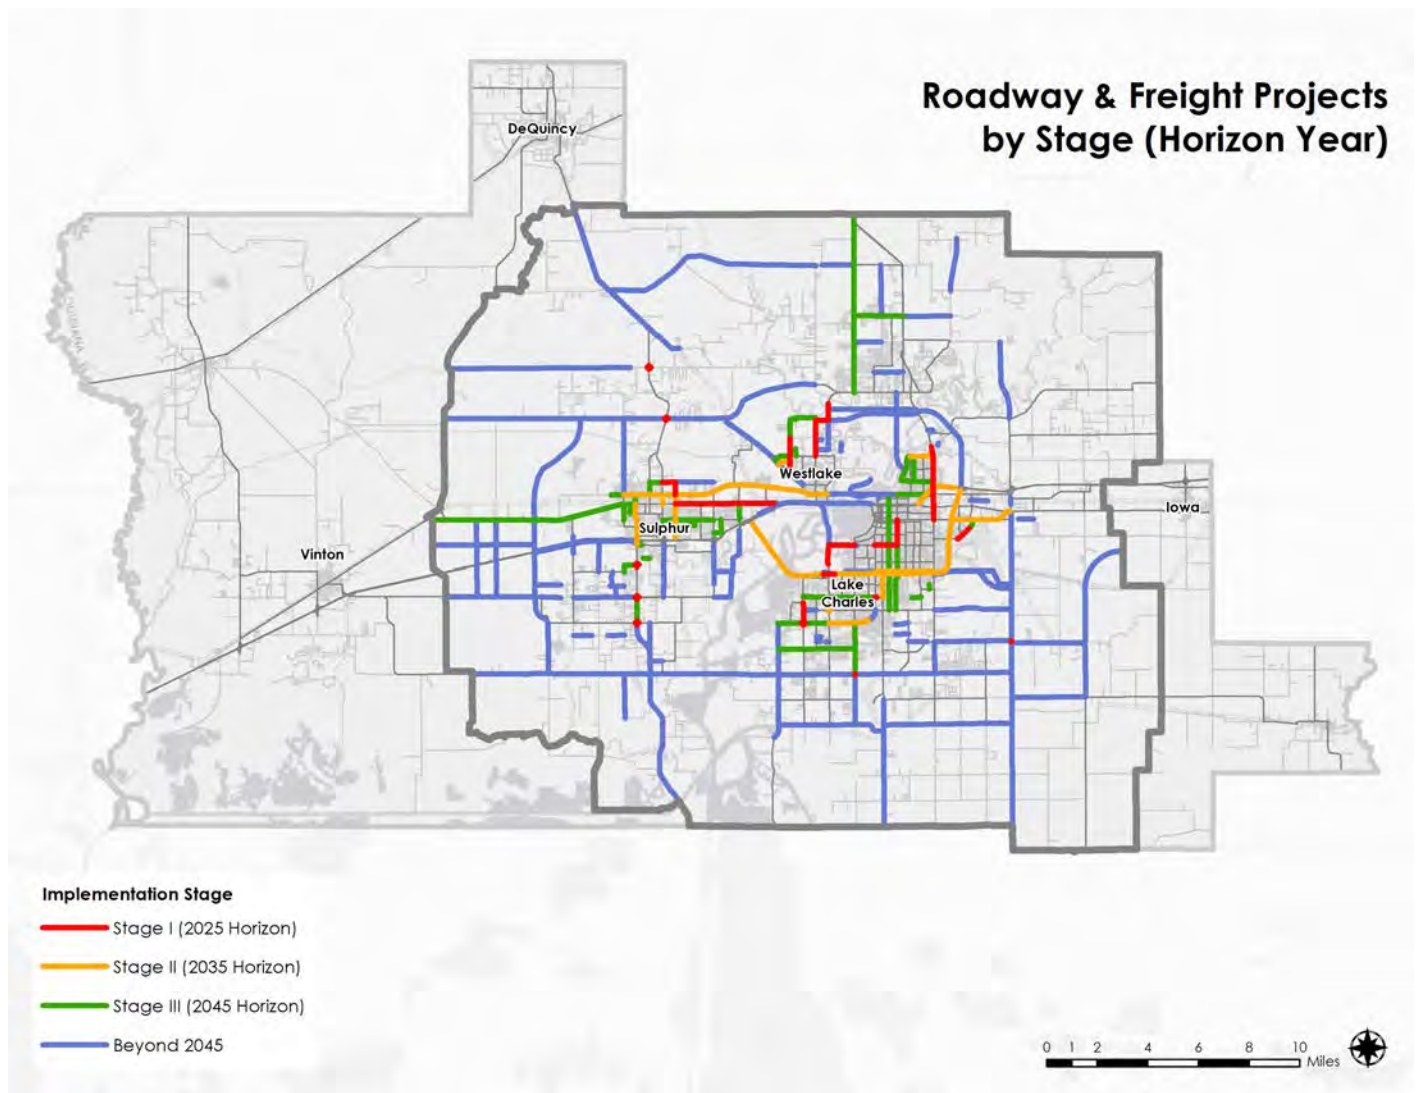 Roadway & Freight Projects
by Stage (Horizon Year)
DeQuincy
LOUISIANA
Westlake
Iowa
Sulphur
Vinton
Lake
Charles
Implementation Stage
Stage I (2025 Horizon)
Stage II (2035 Horizon)
Stage III (2045 Horizon)
Beyond 2045
0 1 2 4 6 8 10
Miles